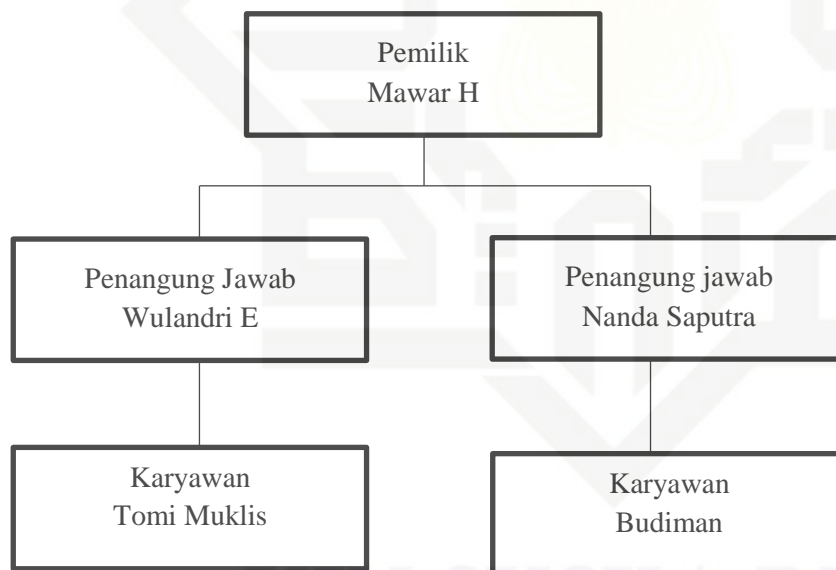 Pemilik
Mawar H
Penangung Jawab
Wulandri E
Penangung jawab
Nanda Saputra
Karyawan
Tomi Muklis
Karyawan
Budiman